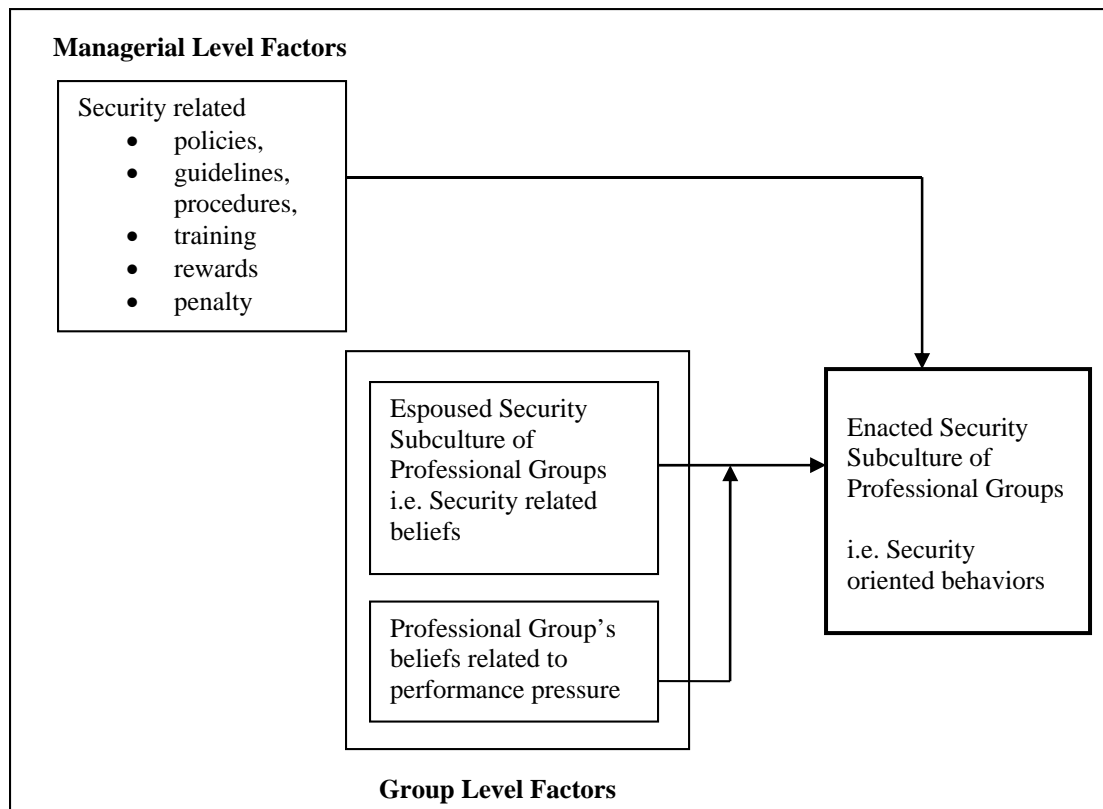 Managerial Level Factors
Security related
• policies,
• guidelines,
procedures,
• training
• rewards
• penalty
Espoused Security
Subculture of
Professional Groups
i.e. Security related
beliefs
Professional Group’s
beliefs related to
performance pressure
Group Level Factors
Enacted Security
Subculture of
Professional Groups
i.e. Security
oriented behaviors